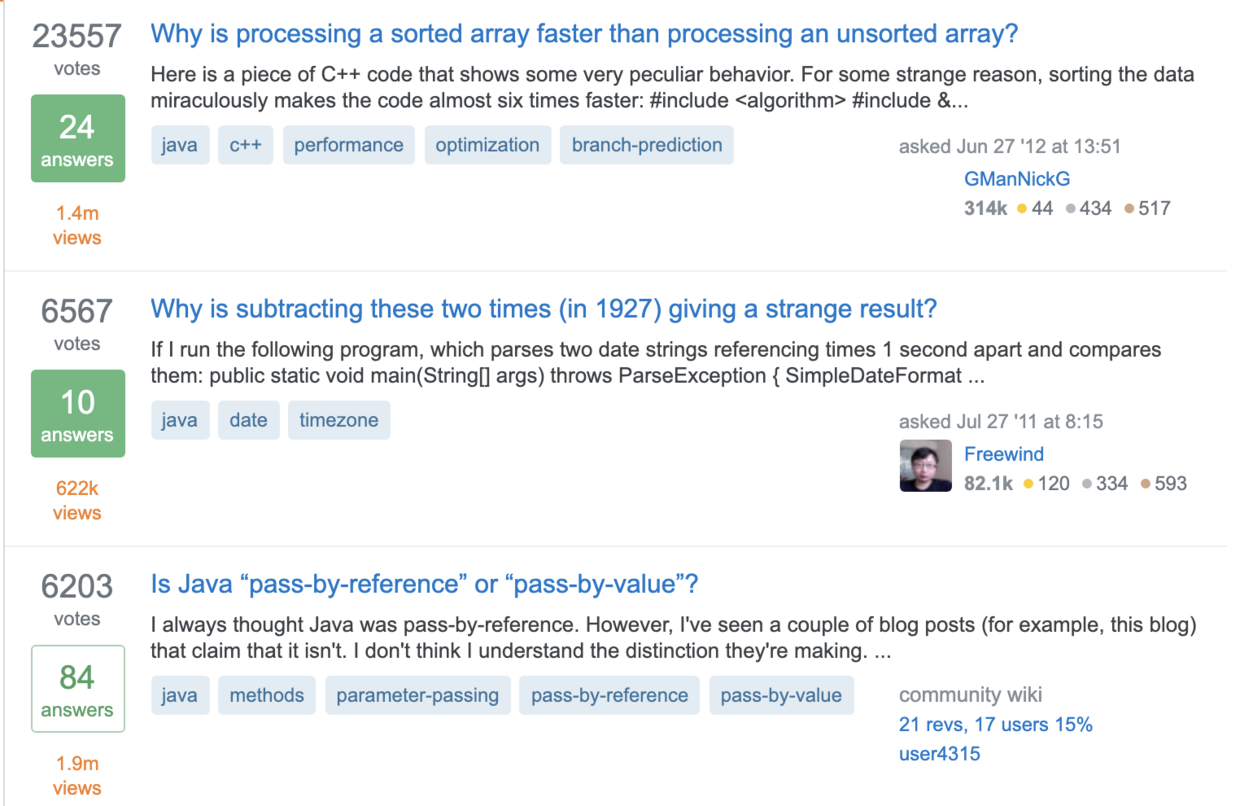 23557
votes
24
answers
1.4m
views
Why is processing a sorted array faster than processing an unsorted array?
Here is a piece of C++ code that shows some very peculiar behavior. For some strange reason, sorting the data
miraculously makes the code almost six times faster: #include <algorithm> #include &...
java c++ performance optimization branch-prediction
asked Jun 27 '12 at 13:51
GManNickG
314k 44 434 517
6567
votes
10
answers
622k
views
Why is subtracting these two times (in 1927) giving a strange result?
If I run the following program, which parses two date strings referencing times 1 second apart and compares
them: public static void main(String[] args) throws ParseException { SimpleDateFormat ...
java date timezone
asked Jul 27 '11 at 8:15
Freewind
82.1k 120 334 593
6203
votes
84
answers
1.9m
views
Is Java “pass-by-reference” or “pass-by-value”?
I always thought Java was pass-by-reference. However, I've seen a couple of blog posts (for example, this blog)
that claim that it isn't. I don't think I understand the distinction they're making. ...
java methods parameter-passing pass-by-reference pass-by-value
community wiki
21 revs, 17 users 15%
user4315